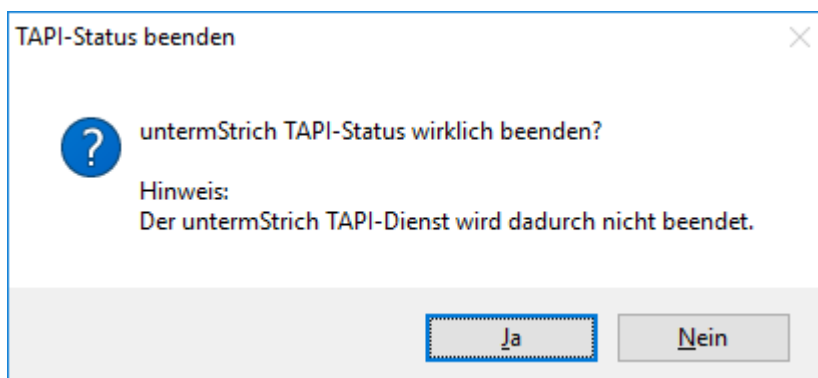 TAPI-Status beenden
untermStrich TAPI-Status wirklich beenden?
Hinweis:
Der untermStrich TAPI-Dienst wird dadurch nicht beendet.
Ja
Nein